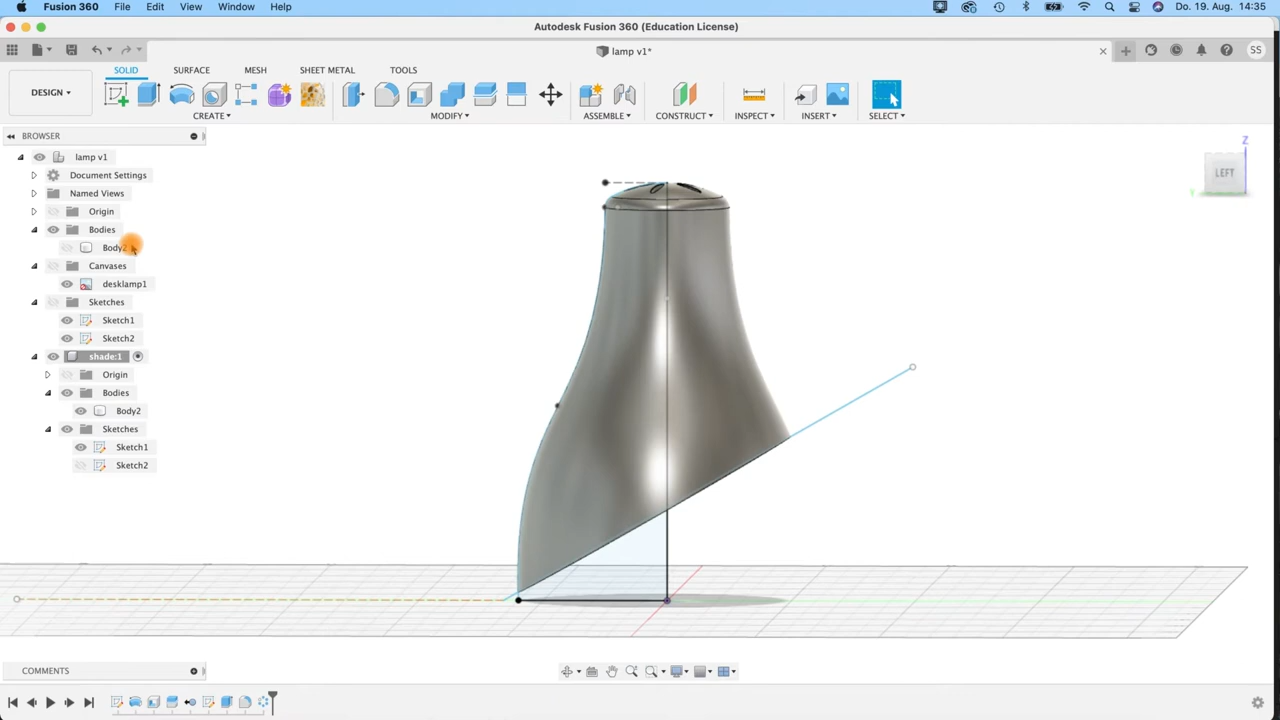 Fusion 360 File Edit View Window Help Do. 19. Aug. 14:35
Autodesk Fusion 360 (Education License)
lamp v1* SS
SOLID SURFACE MESH SHEET METAL TOOLS
DESIGN
CREATE MODIFY ASSEMBLE CONSTRUCT INSPECT INSERT SELECT
BROWSER
lamp v1
Document Settings
Named Views
Origin
Bodies
Body2
Canvases
desklamp1
Sketches
Sketch1
Sketch2
shade:1
Origin
Bodies
Body2
Sketches
Sketch1
Sketch2
Z
LEFT
Y
COMMENTS